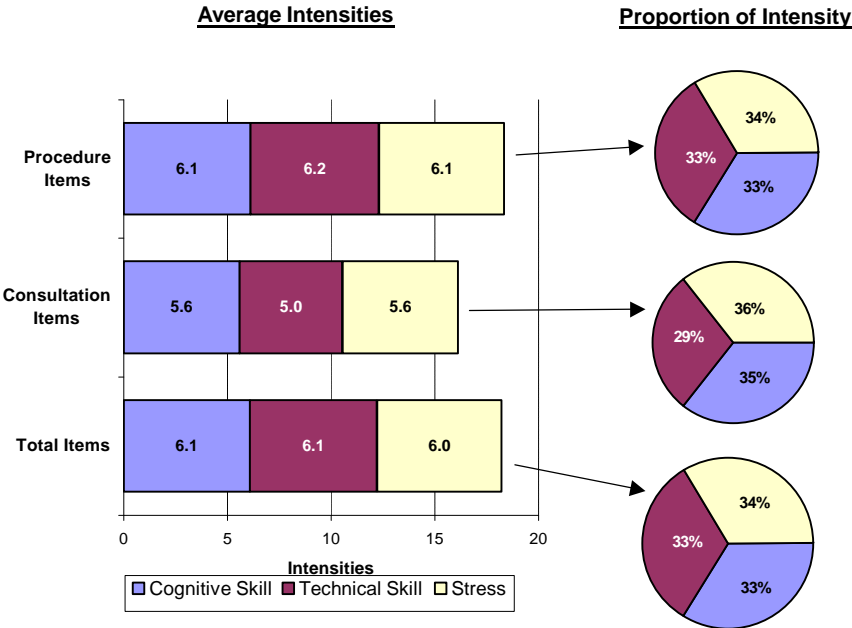 Average Intensities
Proportion of Intensity
Procedure
Items
6.1
6.2
6.1
34%
33%
33%
Consultation
Items
5.6
5.0
5.6
36%
29%
35%
Total Items
6.1
6.1
6.0
34%
33%
33%
0
5
10
15
20
Intensities
Cognitive Skill
Technical Skill
Stress